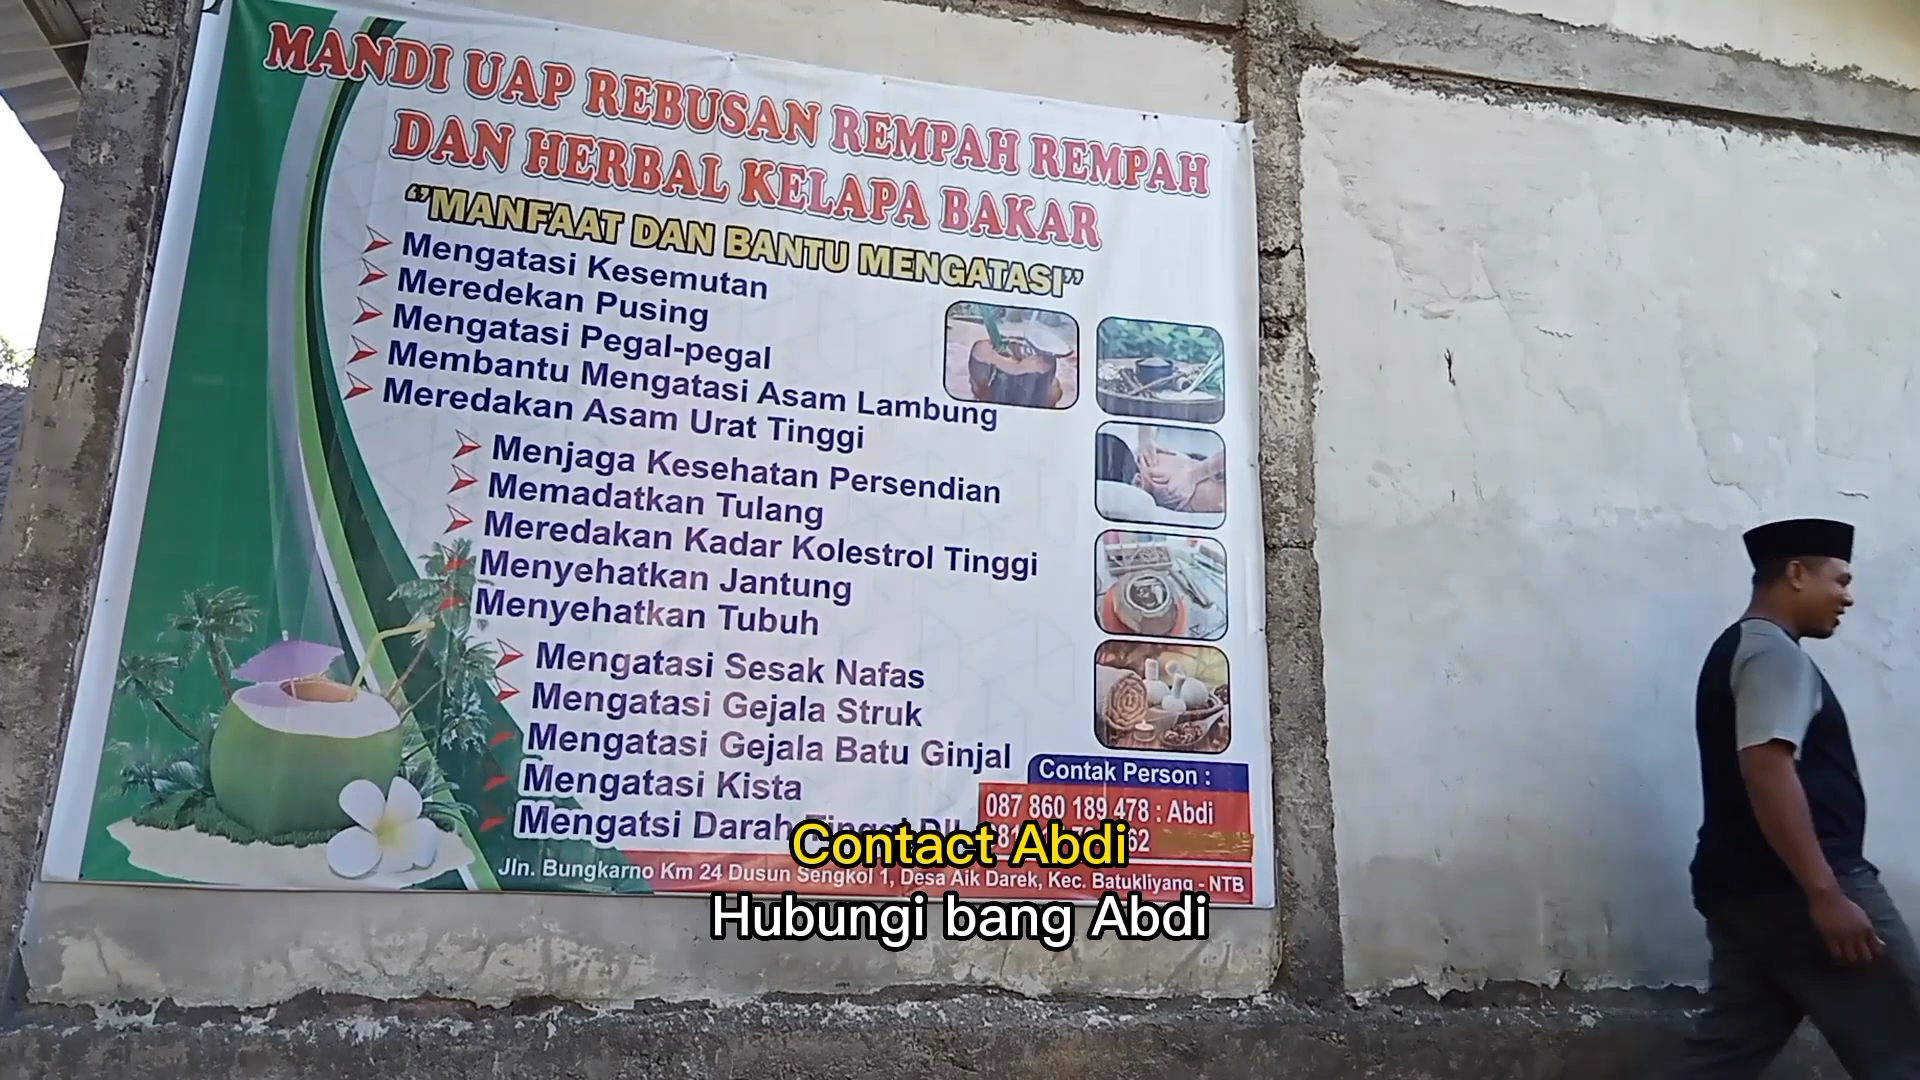 MANDI UAP REBUSAN REMPAH REMPAH
DAN HERBAL KELAPA BAKAR
“MANFAAT DAN BANTU MENGATASI”
Mengatasi Kesemutan
Meredekan Pusing
Mengatasi Pegal-pegal
Membantu Mengatasi Asam Lambung
Meredakan Asam Urat Tinggi
Menjaga Kesehatan Persendian
Memadatkan Tulang
Meredakan Kadar Kolestrol Tinggi
Menyehatkan Jantung
Menyehatkan Tubuh
Mengatasi Sesak Nafas
Mengatasi Gejala Struk
Mengatasi Gejala Batu Ginjal
Mengatasi Kista
Mengatsi Darah
Contak Person :
087 860 189 478 : Abdi
Jln. Bungkarno Km 24 Dusun Sengkol 1, Desa Aik Darek, Kec. Batukliyang - NTB
Contact Abdi
Hubungi bang Abdi